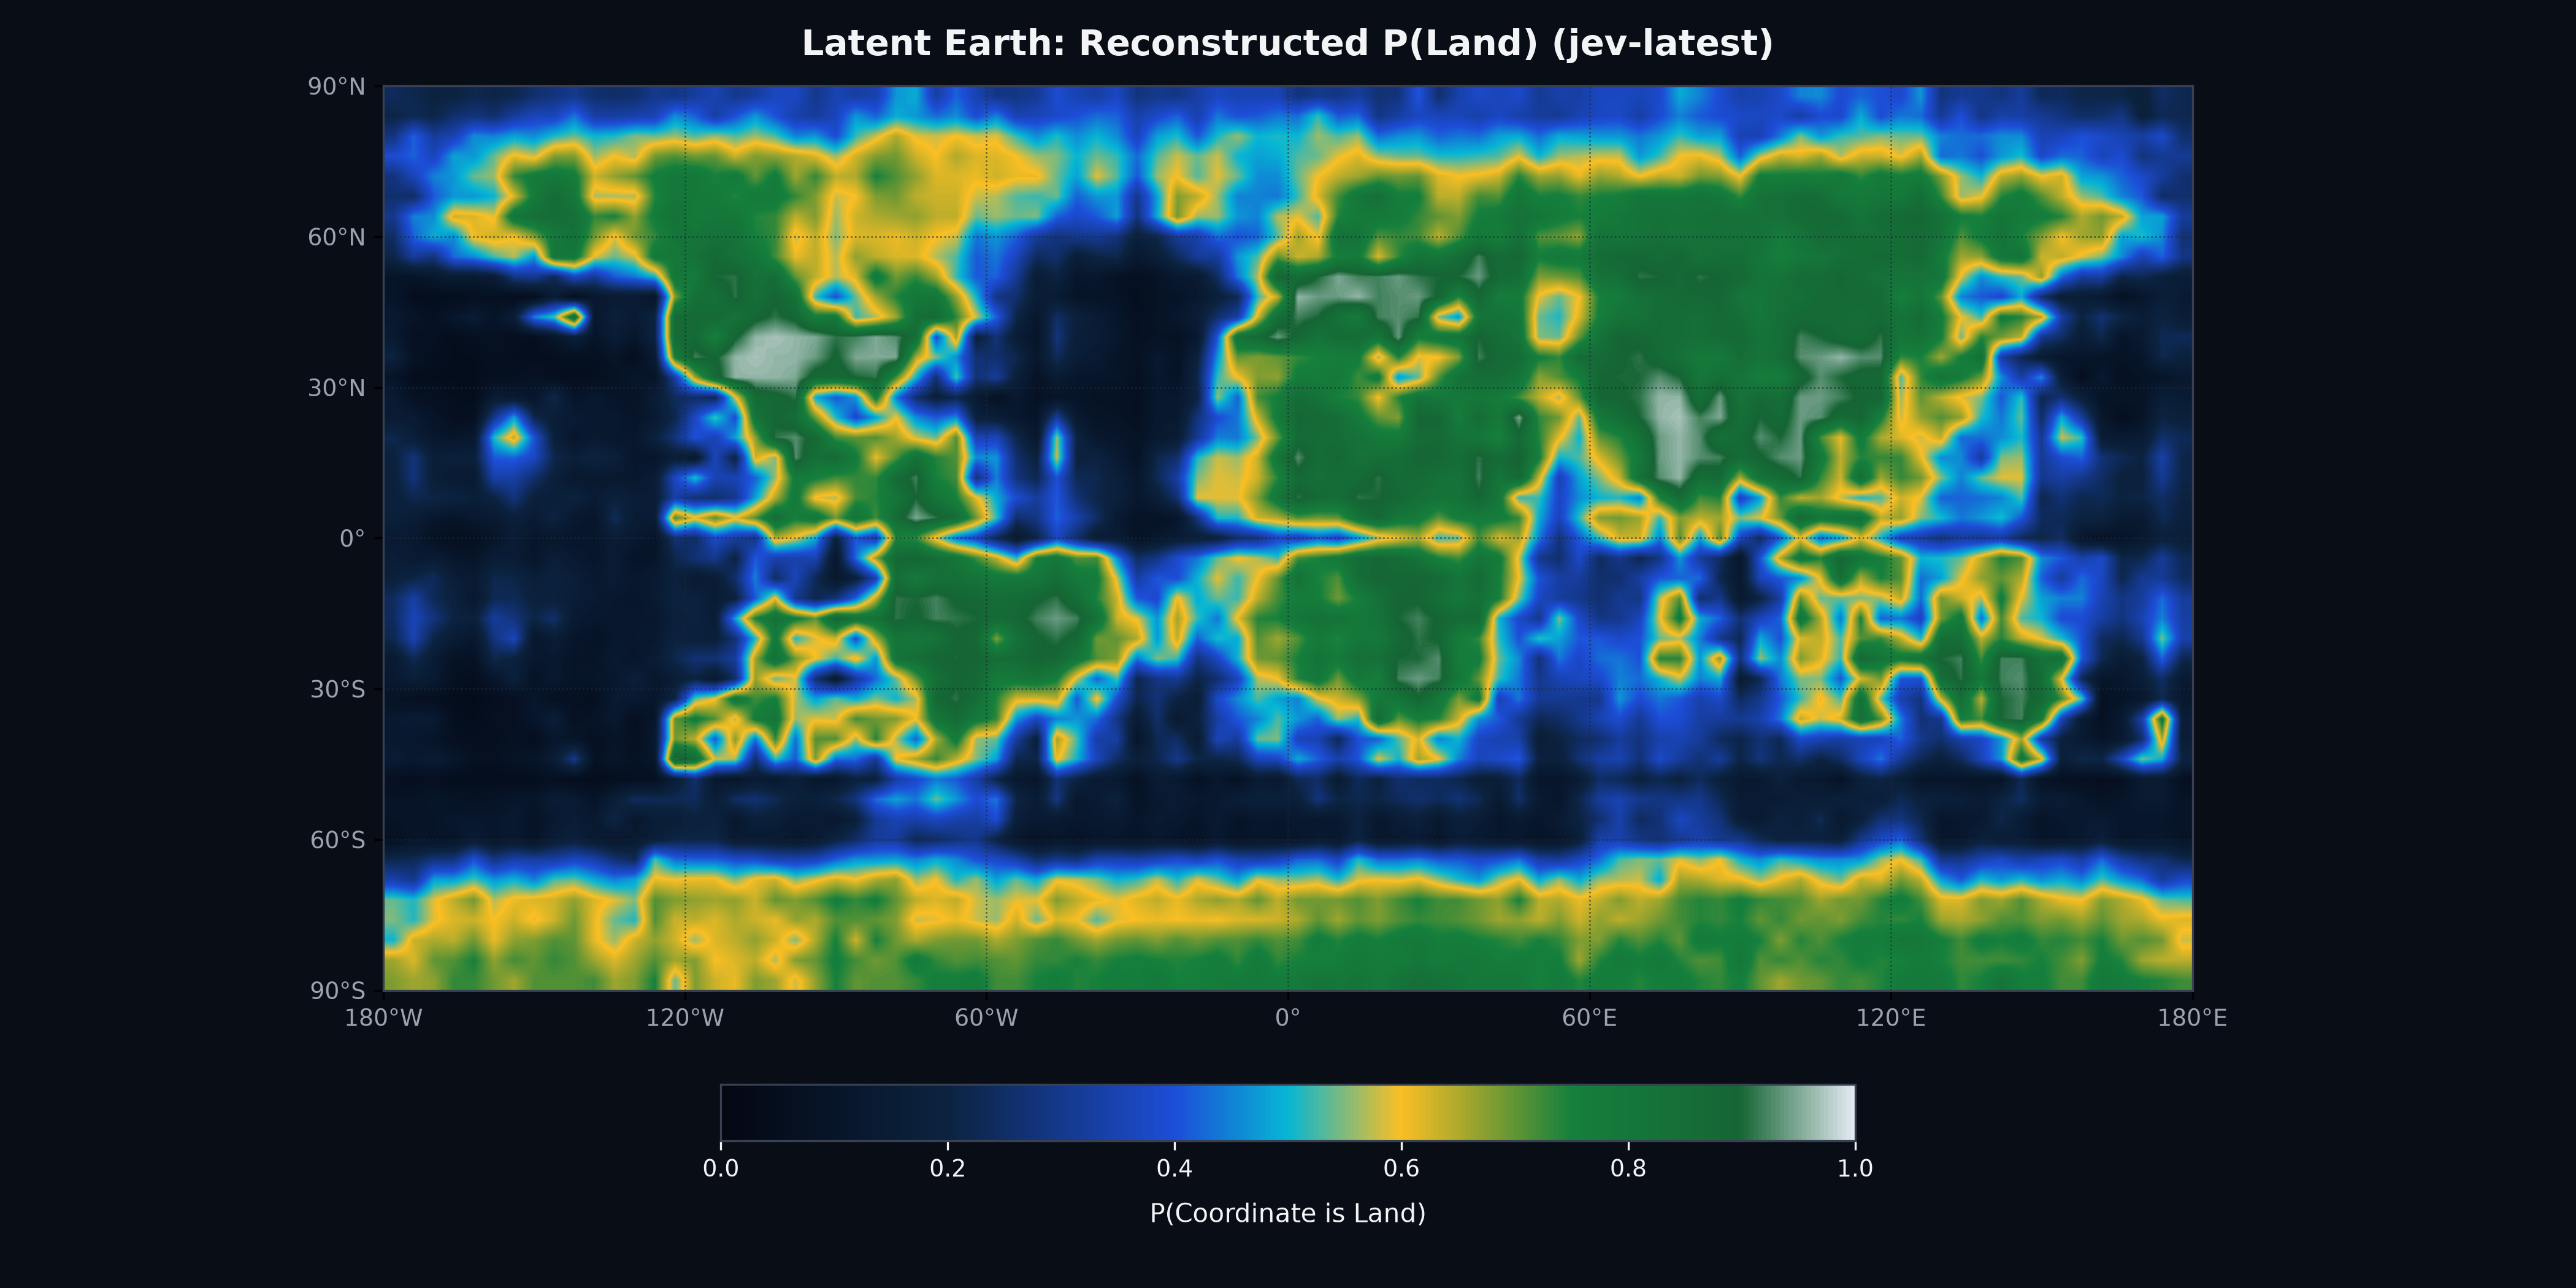 Latent Earth: Reconstructed P(Land) (jev-latest)
90°N
60°N
30°N
0°
30°S
60°S
90°S
180°W 120°W 60°W 0° 60°E 120°E 180°E
0.0 0.2 0.4 0.6 0.8 1.0
P(Coordinate is Land)